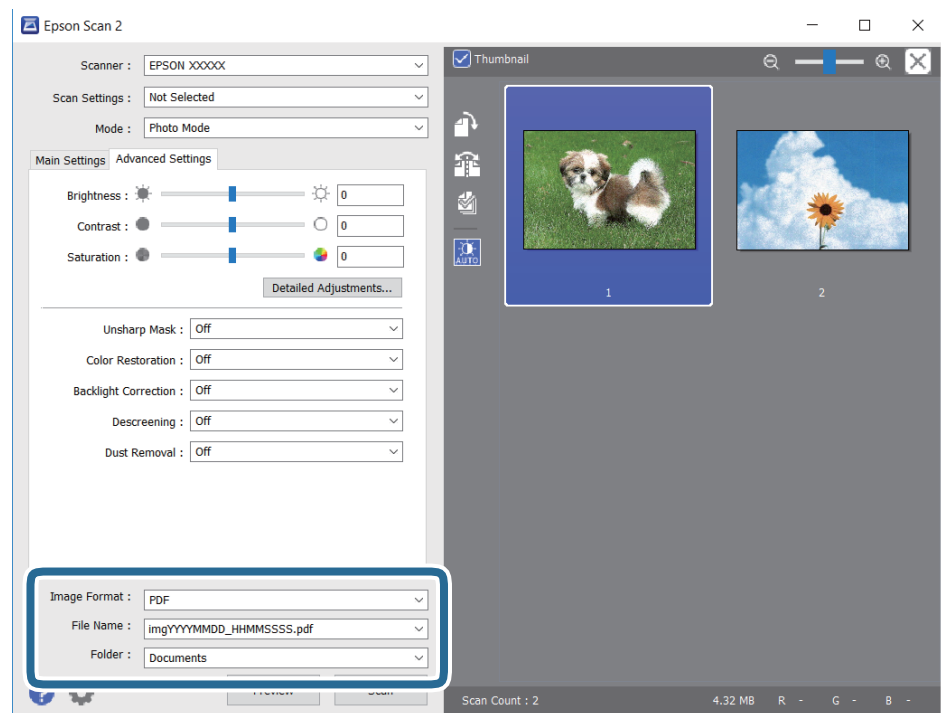 Epson Scan 2
Scanner : EPSON XXXXX
Scan Settings : Not Selected
Mode : Photo Mode
Main Settings Advanced Settings
Brightness : 0
Contrast : 0
Saturation : 0
Detailed Adjustments...
Unsharp Mask : Off
Color Restoration : Off
Backlight Correction : Off
Descreening : Off
Dust Removal : Off
Image Format : PDF
File Name : imgYYYYMMDD_HHMMSSSS.pdf
Folder : Documents
Preview Scan
Thumbnail
AUTO
1 2
Scan Count : 2 4.32 MB R - G - B -